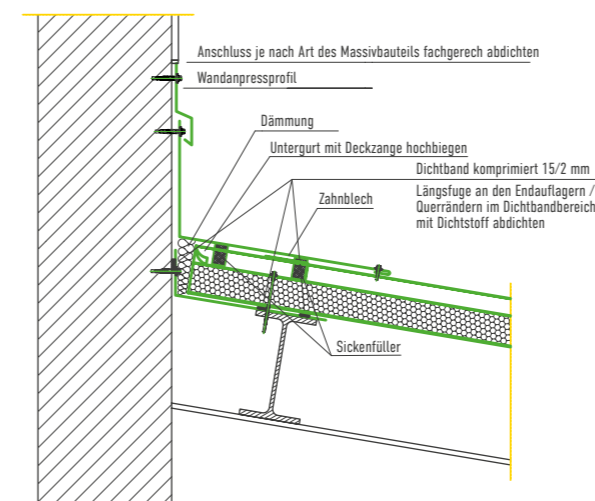 Anschluss je nach Art des Massivbauteils fachgerech abdichten
Wandanpressprofil
Dämmung
Untergurt mit Deckzange hochbiegen
Dichtband komprimiert 15/2 mm
Längsfuge an den Endauflagern /
Querrändern im Dichtbandbereich
mit Dichtstoff abdichten
Zahnblech
Sickenfüller